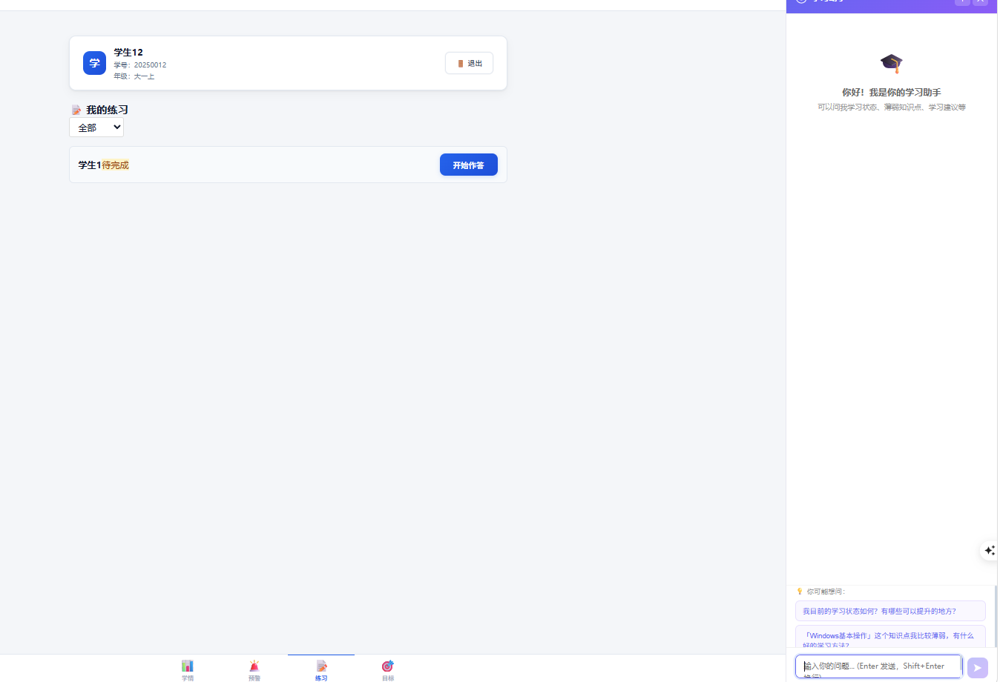 学
学生12
学号：20250012
年级：大一上
退出
我的练习
全部
学生1待完成
开始作答
你好！我是你的学习助手
可以问我学习状态、薄弱知识点、学习建议等
你可能想问：
我目前的学习状态如何？有哪些可以提升的地方？
「Windows基本操作」这个知识点我比较薄弱，有什么
好的学习方法？
输入你的问题... (Enter 发送，Shift+Enter
换行)
学情
预警
练习
目标